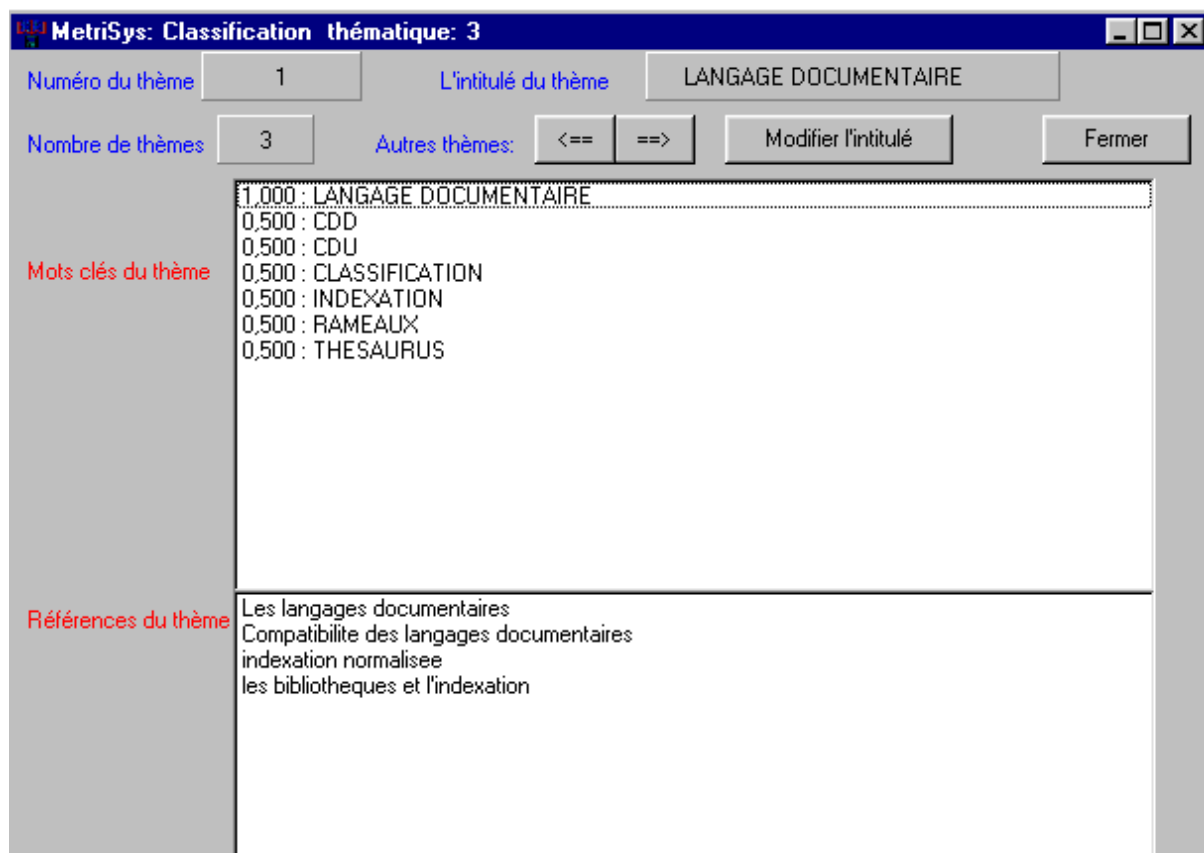 MetriSys: Classification thématique: 3
Numéro du thème 1 L'intitulé du thème LANGAGE DOCUMENTAIRE
Nombre de thèmes 3 Autres thèmes: <== ==> Modifier l'intitulé Fermer
Mots clés du thème
1,000 : LANGAGE DOCUMENTAIRE
0,500 : CDD
0,500 : CDU
0,500 : CLASSIFICATION
0,500 : INDEXATION
0,500 : RAMEAUX
0,500 : THESAURUS
Références du thème
Les langages documentaires
Compatibilite des langages documentaires
indexation normalisee
les bibliotheques et l'indexation